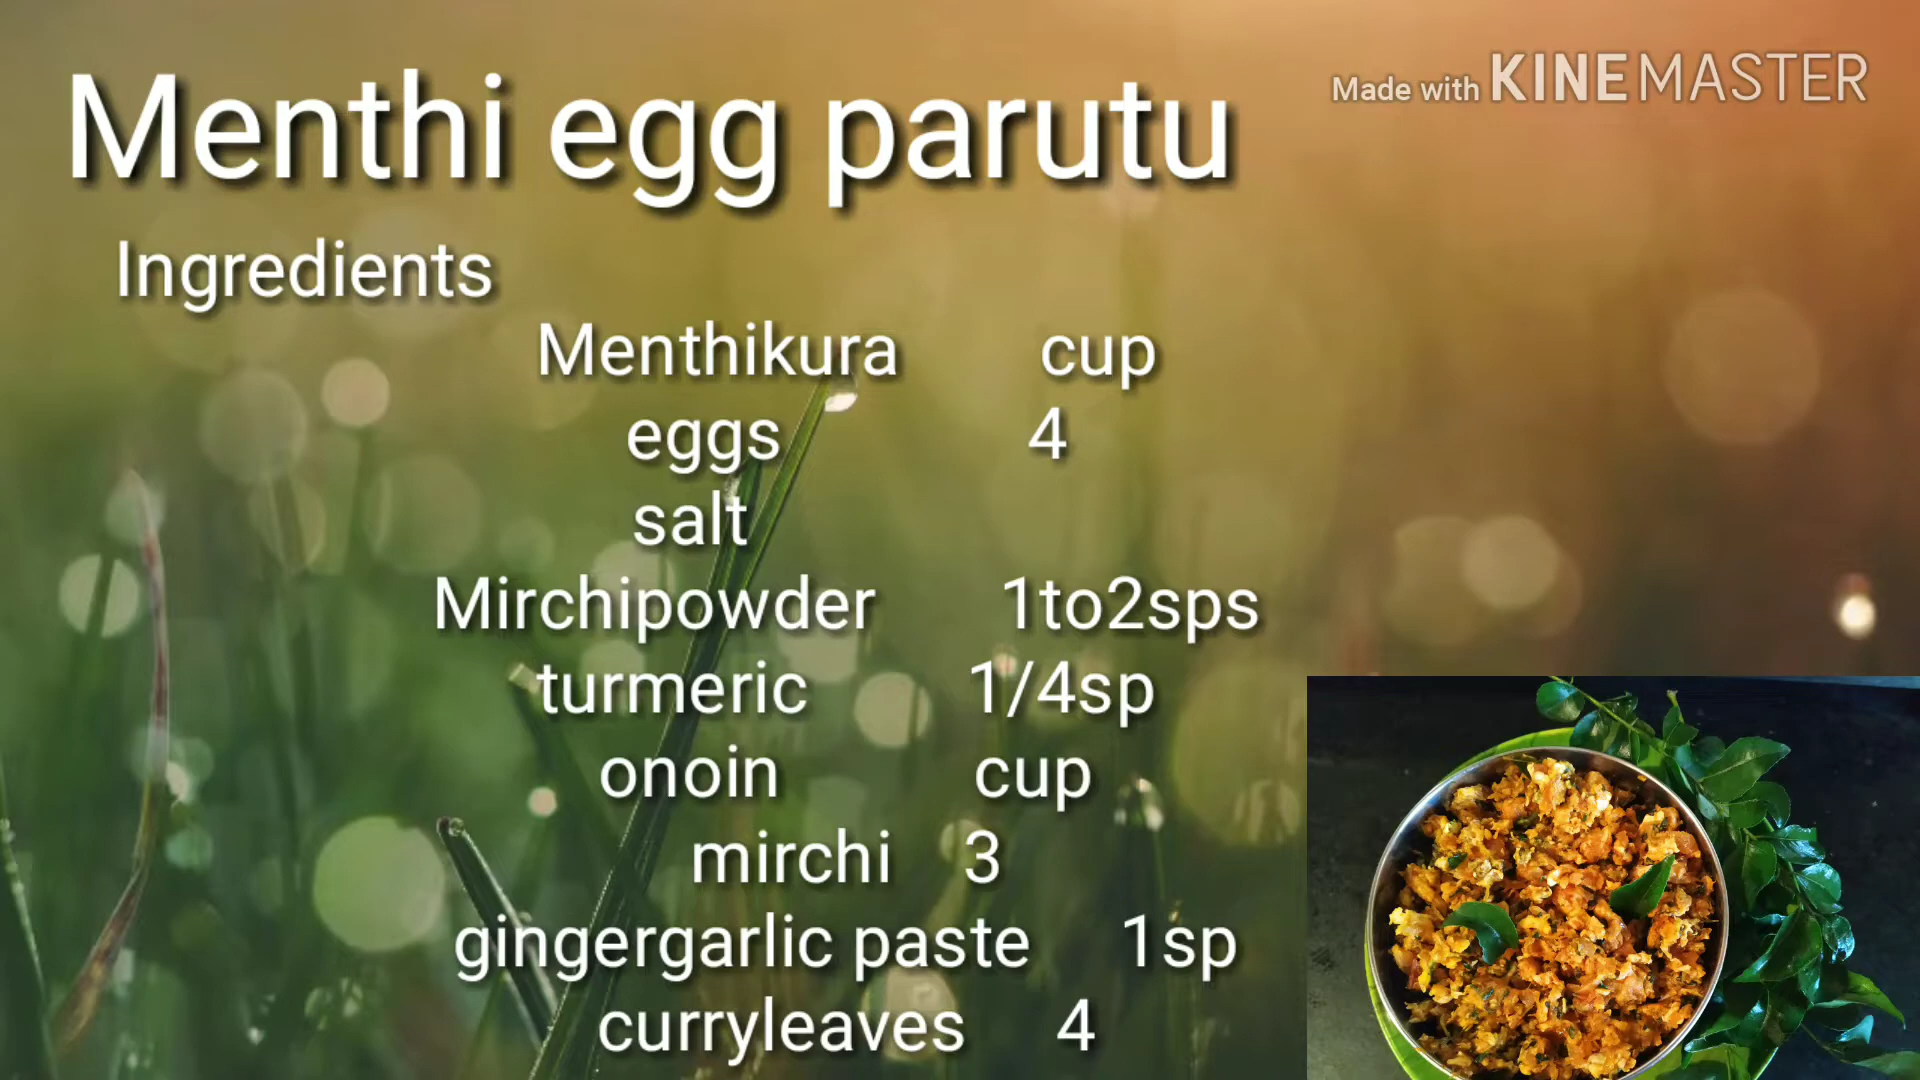 Made with KINEMASTER
Menthi egg parutu
Ingredients
Menthikura cup
eggs 4
salt
Mirchipowder 1to2sps
turmeric 1/4sp
onoin cup
mirchi 3
gingergarlic paste 1sp
curryleaves 4